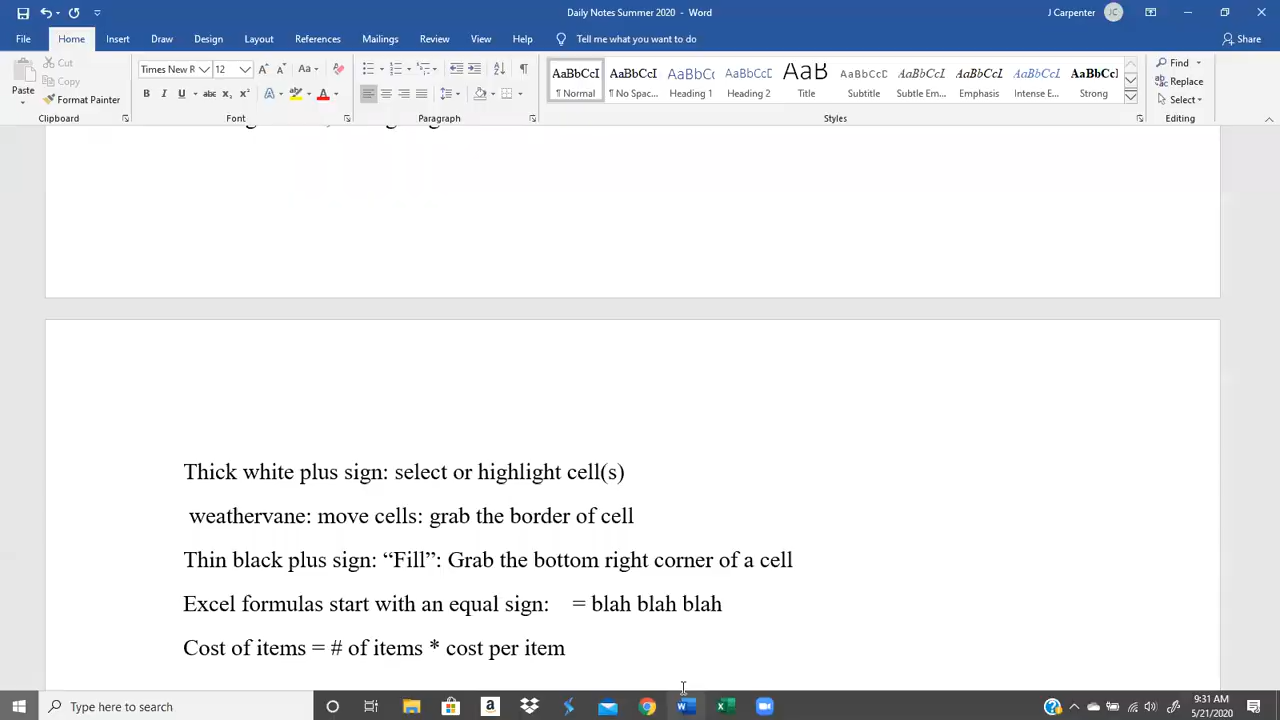 Daily Notes Summer 2020 - Word
J Carpenter
JC
File Home Insert Draw Design Layout References Mailings Review View Help Tell me what you want to do
Share
Paste
Cut
Copy
Format Painter
Clipboard
Times New R 12
Font
Paragraph
AaBbCcI AaBbCcI AaBbCc AaBbCcD AaB AaBbCcD AaBbCcI AaBbCcI AaBbCcI AaBbCc
¶ Normal ¶ No Spac... Heading 1 Heading 2 Title Subtitle Subtle Em... Emphasis Intense E... Strong
Styles
Find
Replace
Select
Editing
Thick white plus sign: select or highlight cell(s)
weathervane: move cells: grab the border of cell
Thin black plus sign: “Fill”: Grab the bottom right corner of a cell
Excel formulas start with an equal sign: = blah blah blah
Cost of items = # of items * cost per item
Type here to search
9:31 AM
5/21/2020